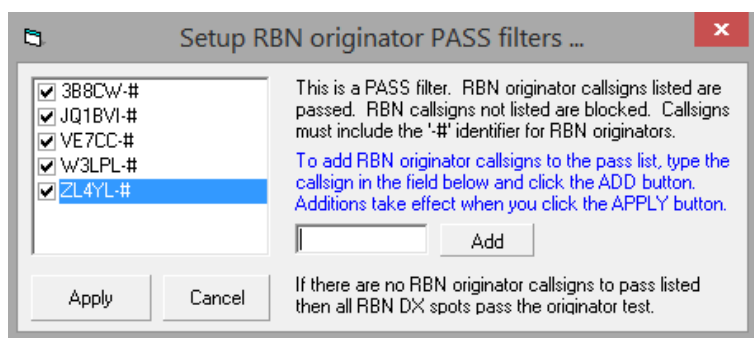 Setup RBN originator PASS filters ...
x
3B8CW-#
JQ1BVI-#
VE7CC-#
W3LPL-#
ZL4YL-#
This is a PASS filter.  RBN originator callsigns listed are
passed.  RBN callsigns not listed are blocked.  Callsigns
must include the '-#' identifier for RBN originators.
To add RBN originator callsigns to the pass list, type the
callsign in the field below and click the ADD button.
Additions take effect when you click the APPLY button.
Add
Apply
Cancel
If there are no RBN originator callsigns to pass listed
then all RBN DX spots pass the originator test.